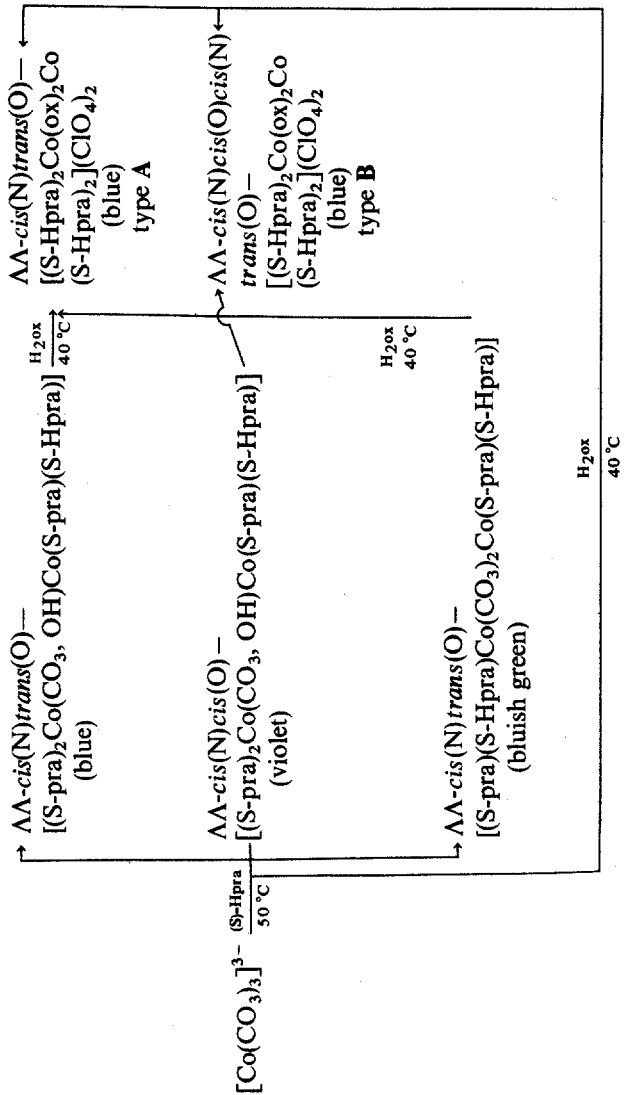 [Co(CO₃)₃]³⁻
(S)-Hpra
50 °C
ΛΛ-cis(N)trans(O)–
[(S-pra)₂Co(CO₃, OH)Co(S-pra)(S-Hpra)]
(blue)
H₂ox
40 °C
ΛΛ-cis(N)trans(O)–
[(S-Hpra)₂Co(ox)₂Co
(S-Hpra)₂](ClO₄)₂
(blue)
type A
ΛΛ-cis(N)cis(O)–
[(S-pra)₂Co(CO₃, OH)Co(S-pra)(S-Hpra)]
(violet)
ΛΛ-cis(N)cis(O)cis(N)
trans(O)–
[(S-Hpra)₂Co(ox)₂Co
(S-Hpra)₂](ClO₄)₂
(blue)
type B
H₂ox
40 °C
ΛΛ-cis(N)trans(O)–
[(S-pra)(S-Hpra)Co(CO₃)₂Co(S-pra)(S-Hpra)]
(bluish green)
H₂ox
40 °C